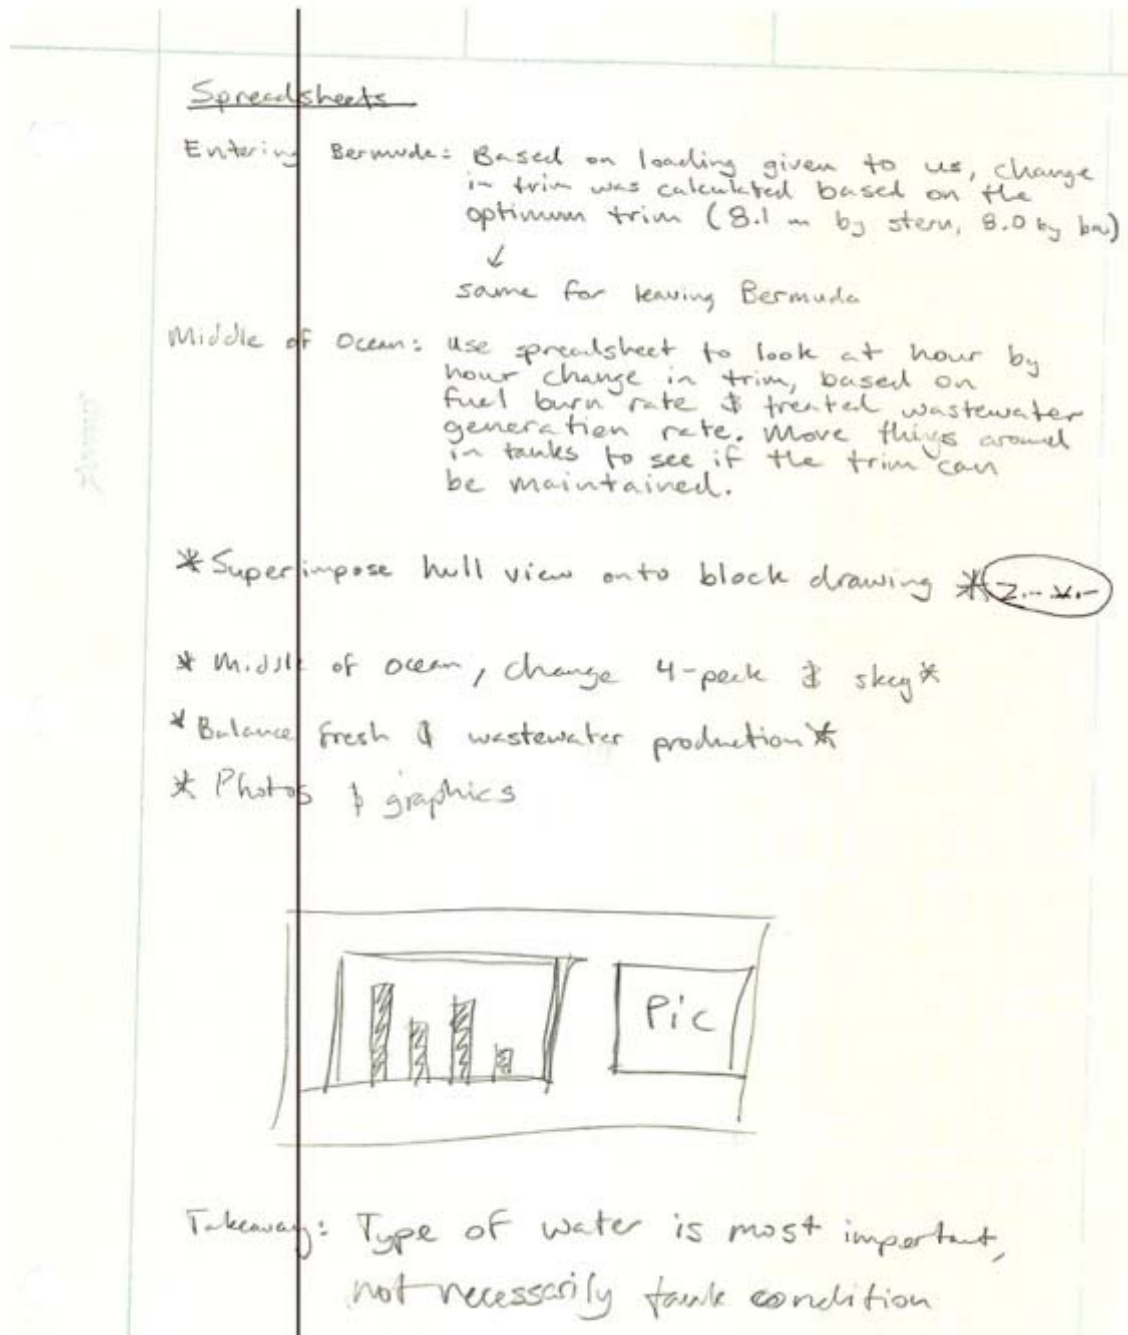 Spreadsheets
Entering Bermuda: Based on loading given to us, change
in trim was calculated based on the
optimum trim (8.1 m by stern, 8.0 by bow)
↓
same for leaving Bermuda
Middle of Ocean: Use spreadsheet to look at hour by
hour change in trim, based on
fuel burn rate & treated wastewater
generation rate. Move things around
in tanks to see if the trim can
be maintained.
*Superimpose hull view onto block drawing *
* Middle of ocean, change 4-peak & skeg*
*Balance fresh & wastewater production*
* Photos & graphics
Pic
Takeaway: Type of water is most important,
not necessarily tank condition